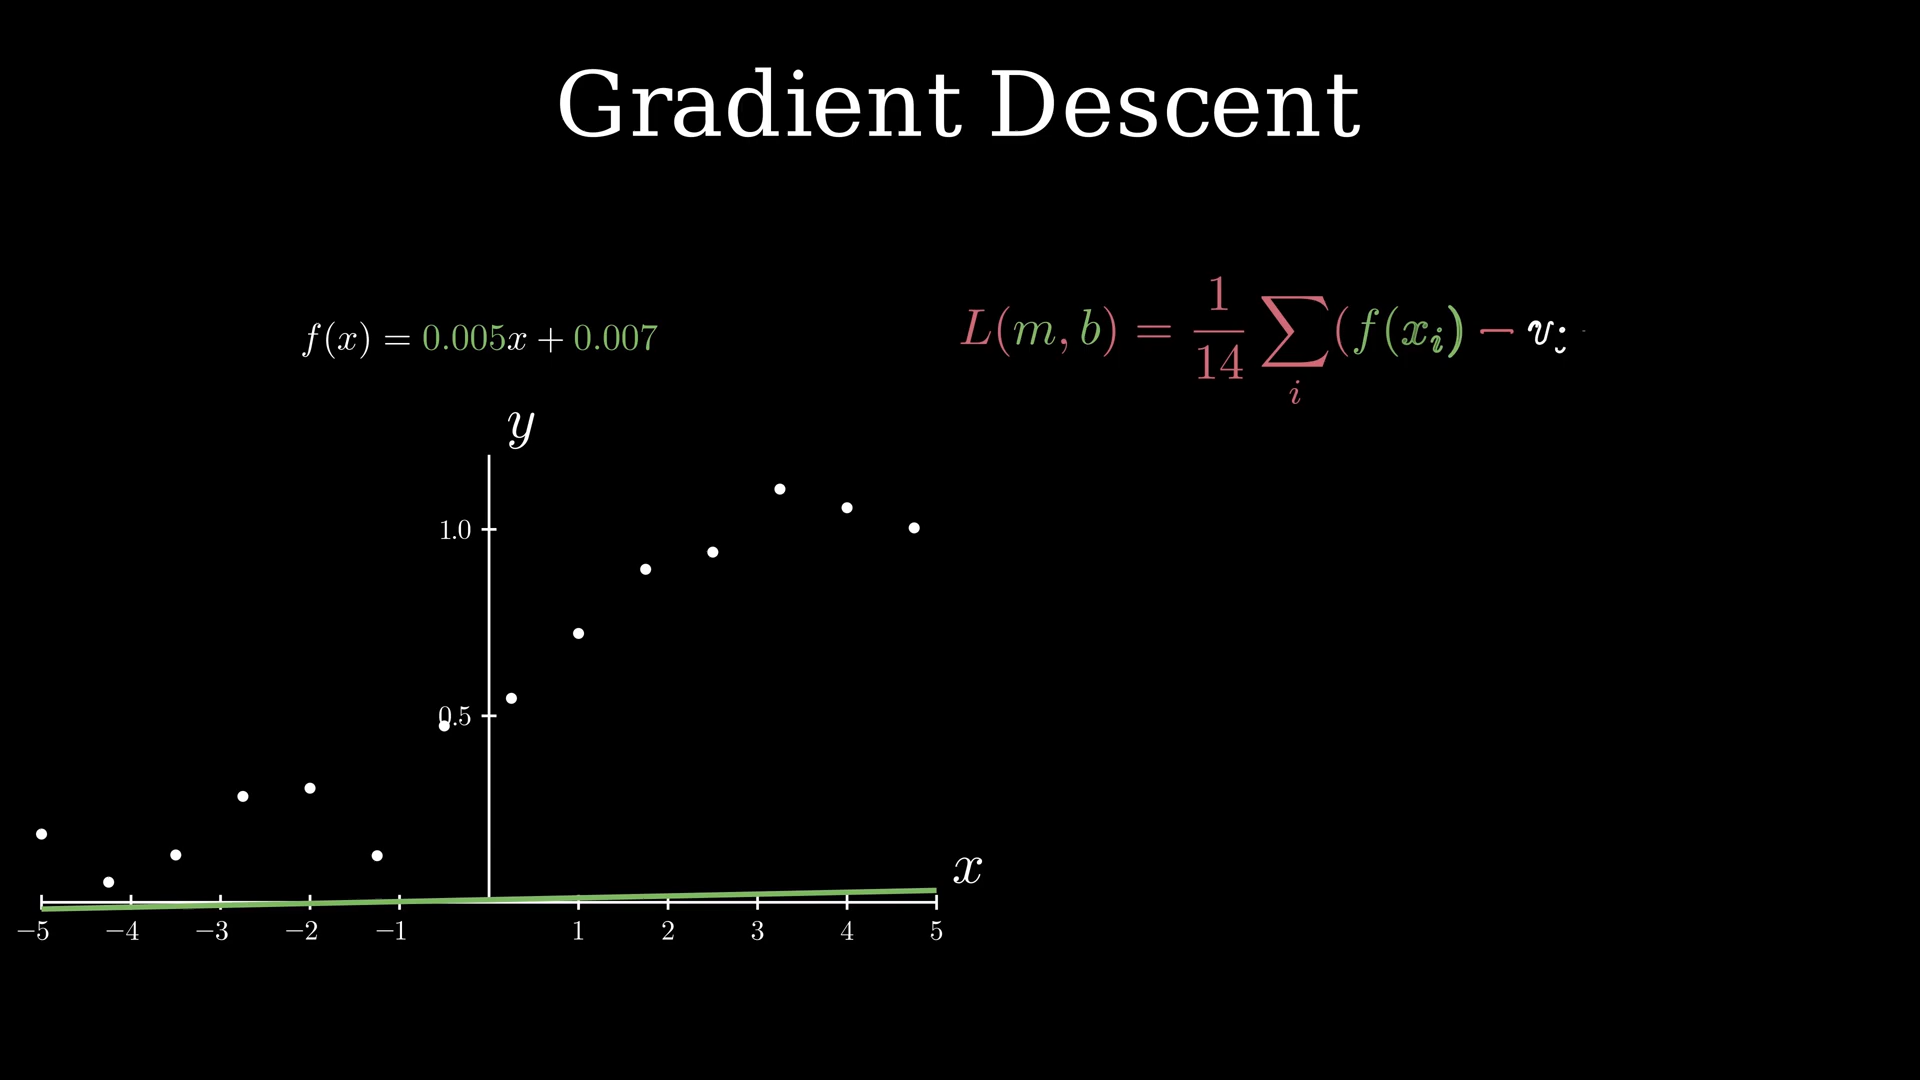 Gradient Descent
f(x) = 0.005x + 0.007
L(m, b) = 1/14 ∑_i (f(x_i) −
y
1.0
0.5
x
−5 −4 −3 −2 −1 1 2 3 4 5